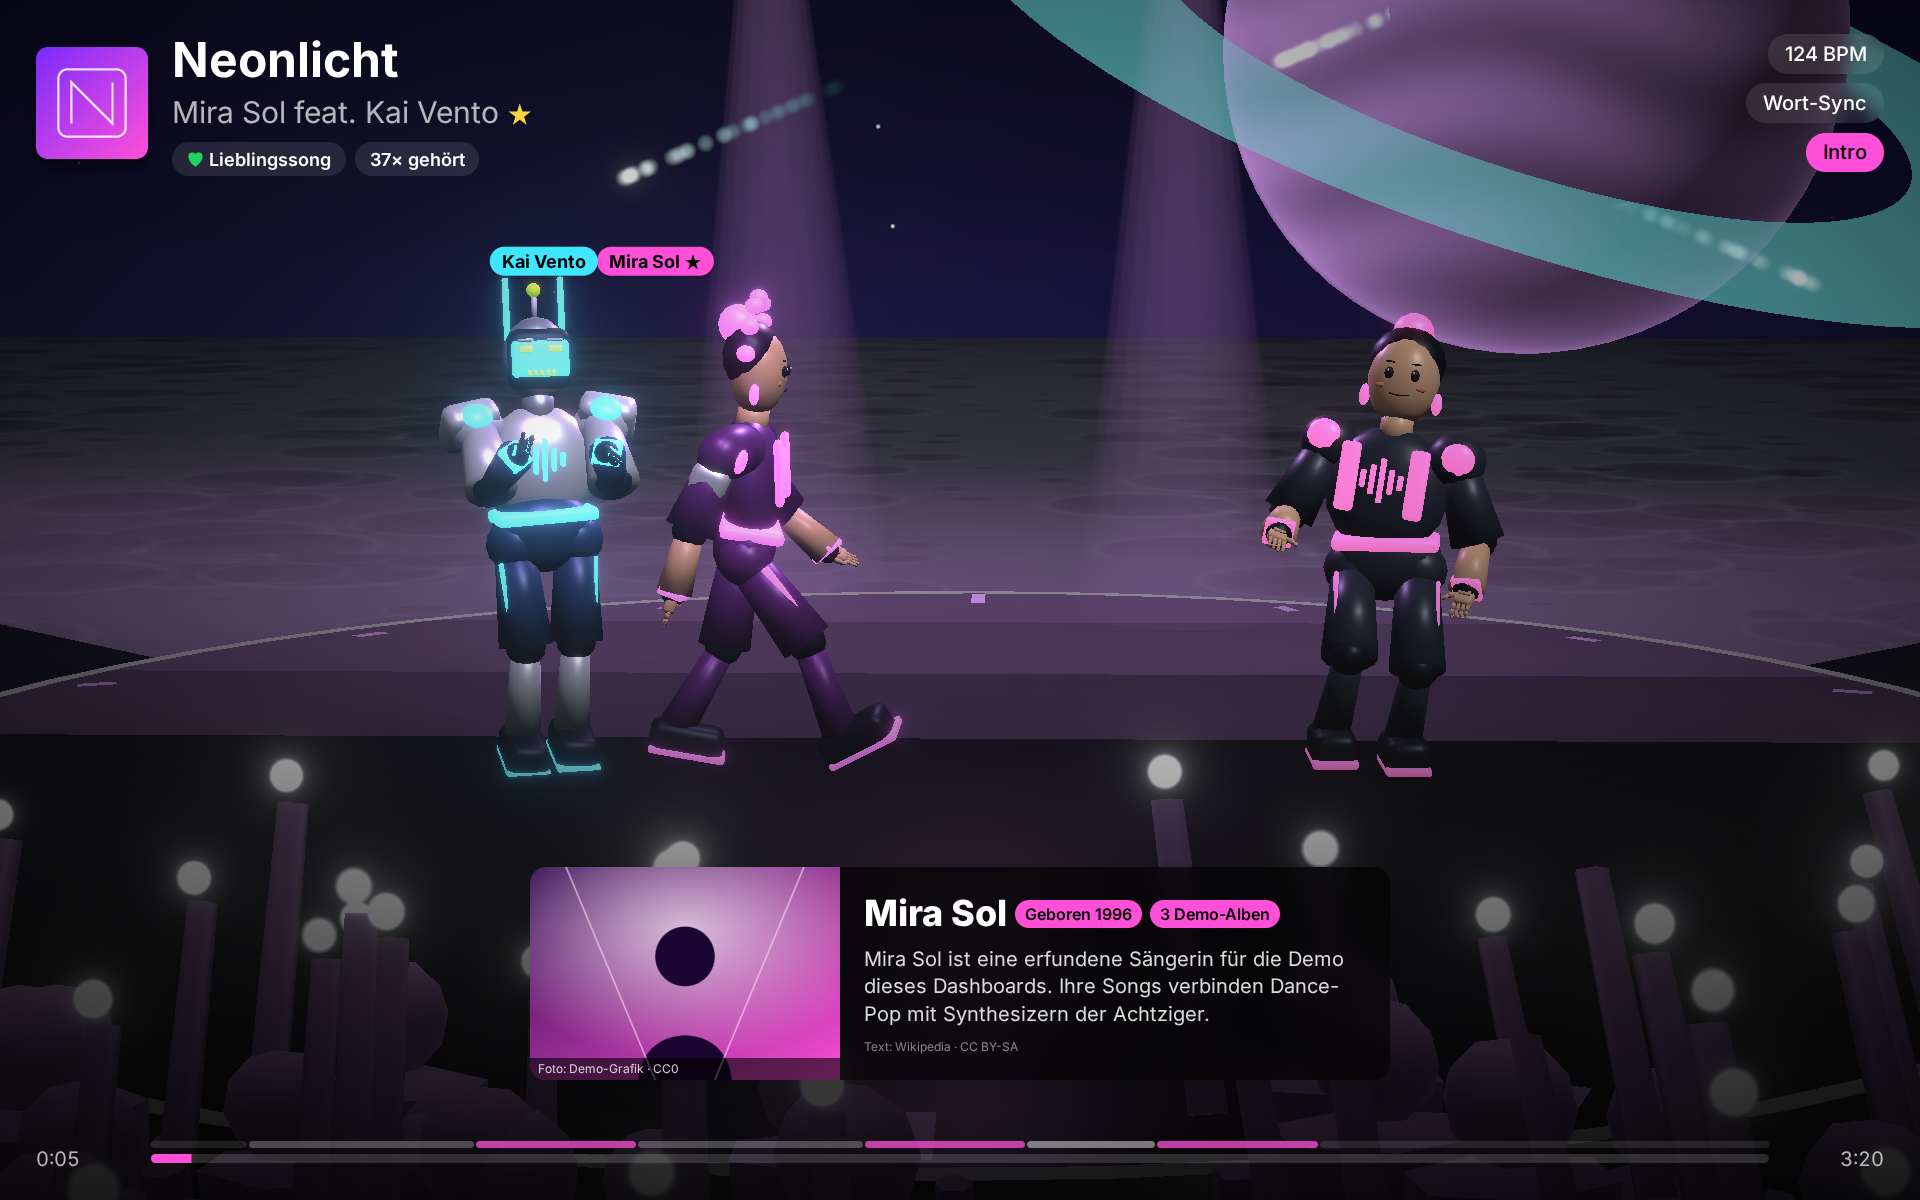 N
Neonlicht
Mira Sol feat. Kai Vento ★
Lieblingssong
37× gehört
124 BPM
Wort-Sync
Intro
Kai Vento
Mira Sol ★
Mira Sol
Geboren 1996
3 Demo-Alben
Mira Sol ist eine erfundene Sängerin für die Demo
dieses Dashboards. Ihre Songs verbinden Dance-
Pop mit Synthesizern der Achtziger.
Text: Wikipedia · CC BY-SA
Foto: Demo-Grafik · CC0
0:05
3:20